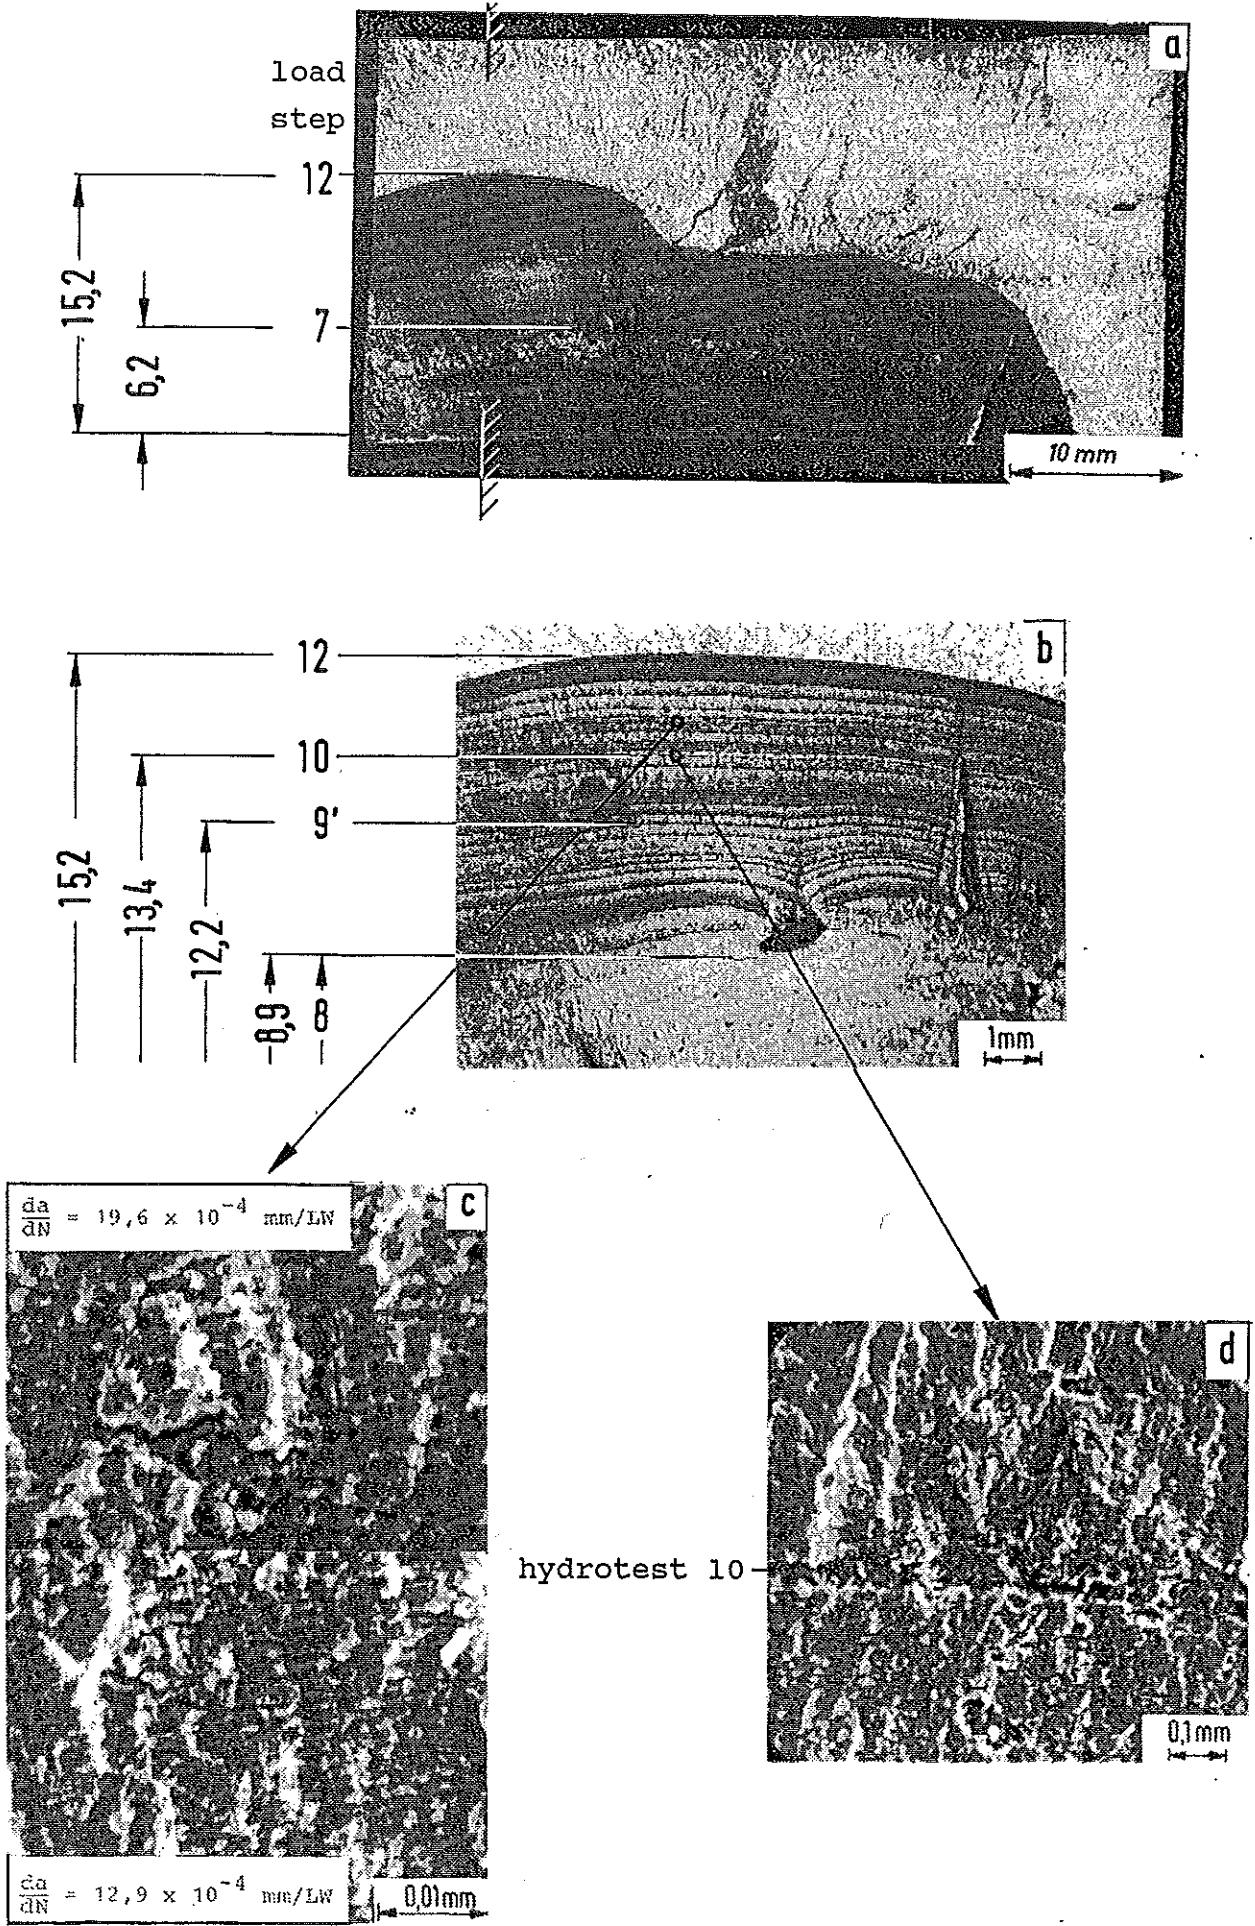 a
load
step
12
15,2
7
6,2
10 mm
b
12
10
9'
15,2
13,4
12,2
8,9
8
1mm
da/dN = 19,6 x 10⁻⁴ mm/LW
c
d
hydrotest 10
0,1mm
da/dN = 12,9 x 10⁻⁴ mm/LW
0,01mm